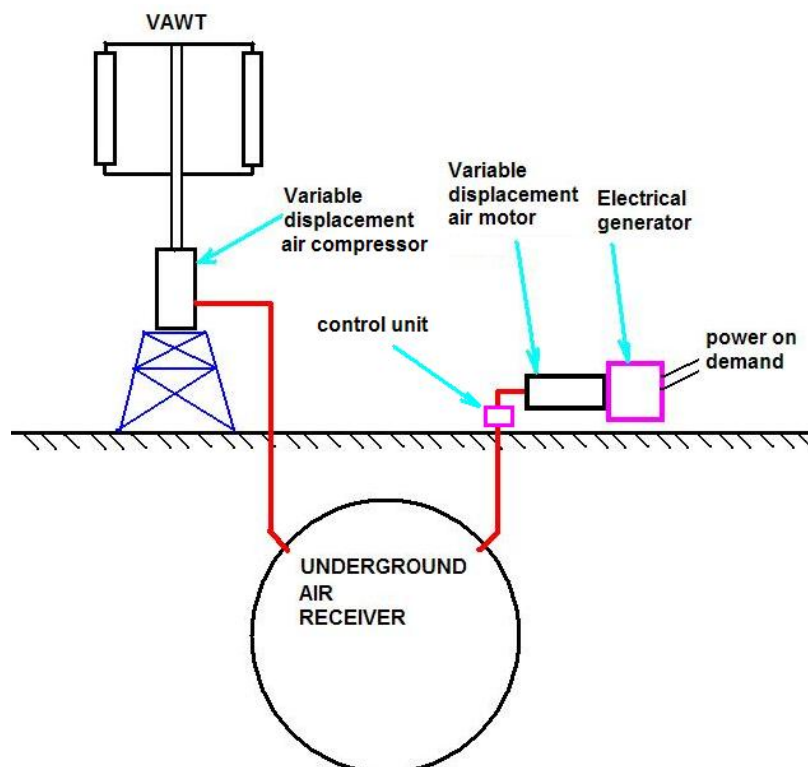 VAWT
Variable
displacement
air compressor
Variable
displacement
air motor
Electrical
generator
control unit
power on
demand
UNDERGROUND
AIR
RECEIVER